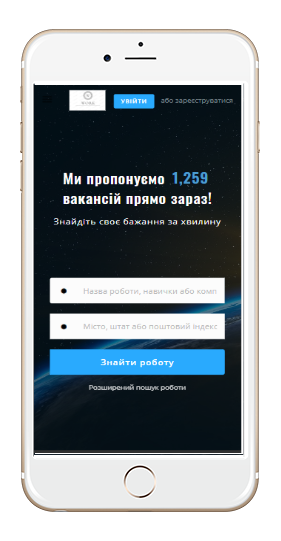 УВІЙТИ або зареєструватися
Ми пропонуємо 1,259
вакансій прямо зараз!
Знайдіть своє бажання за хвилину
Назва роботи, навички або комп
Місто, штат або поштовий індекс
Знайти роботу
Розширений пошук роботи